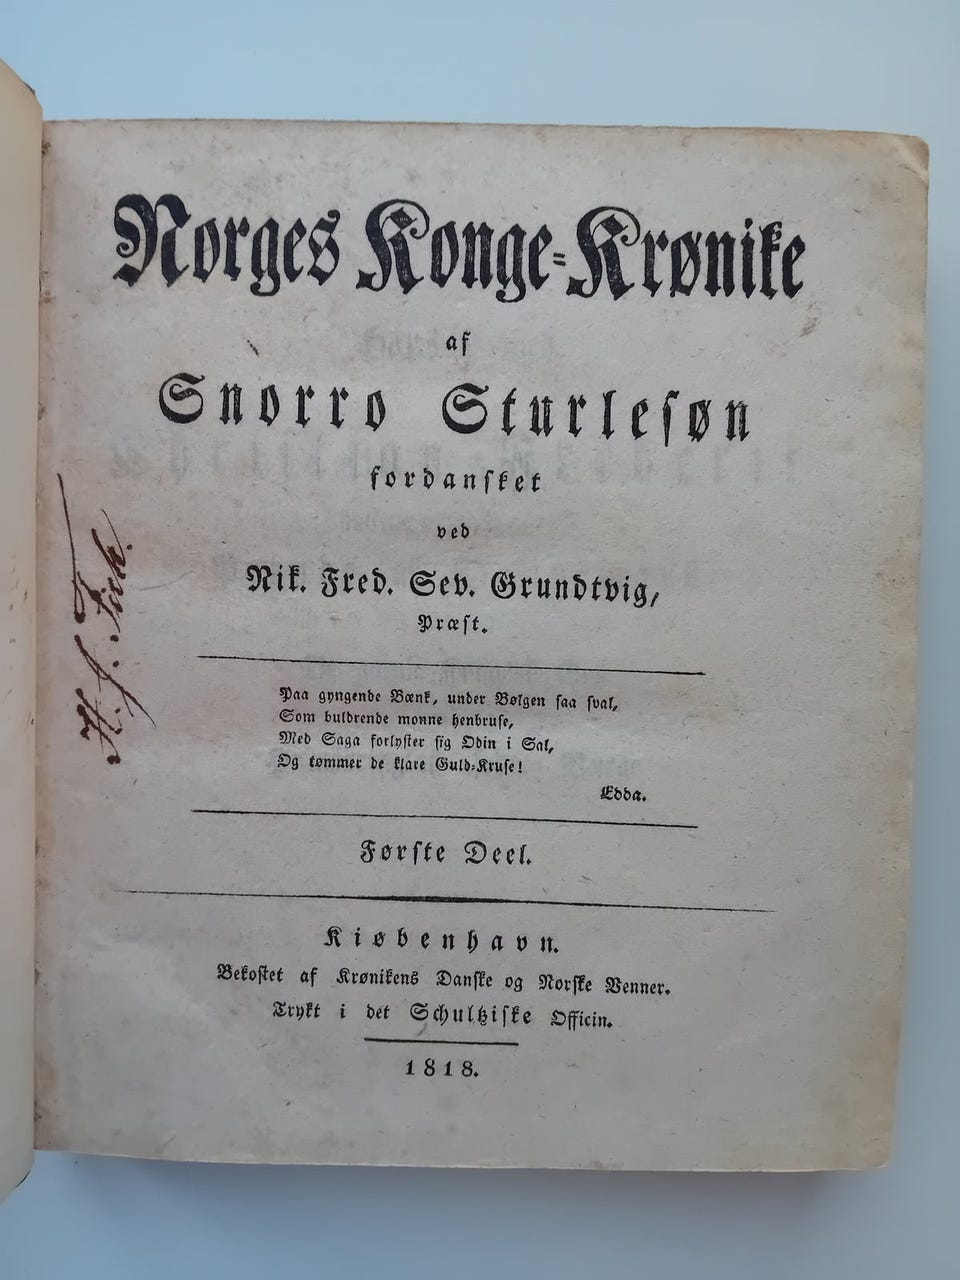 Norges Konge-Krønike
af
Snorro Sturlesøn
fordansket
ved
Nik. Fred. Sev. Grundtvig,
Præst.
Paa gyngende Bænk, under Bølgen saa sval,
Som buldrende monne henbruse,
Med Saga forlyster sig Odin i Sal,
Og tømmer de klare Guld-Kruse!
Edda.
Første Deel.
Kiøbenhavn.
Bekostet af Krønikens Danske og Norske Venner.
Trykt i det Schultziske Officin.
1818.
H. J.